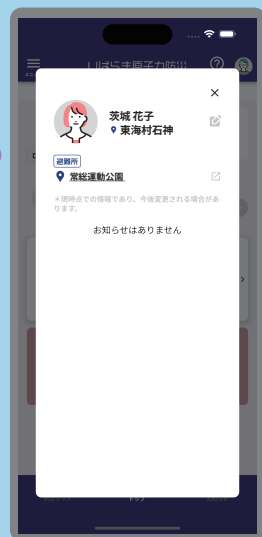 いばらき原子力防災
茨城 花子
東海村石神
避難所
常総運動公園
＊現時点での情報であり、今後変更される場合があ
ります。
お知らせはありません
トップ